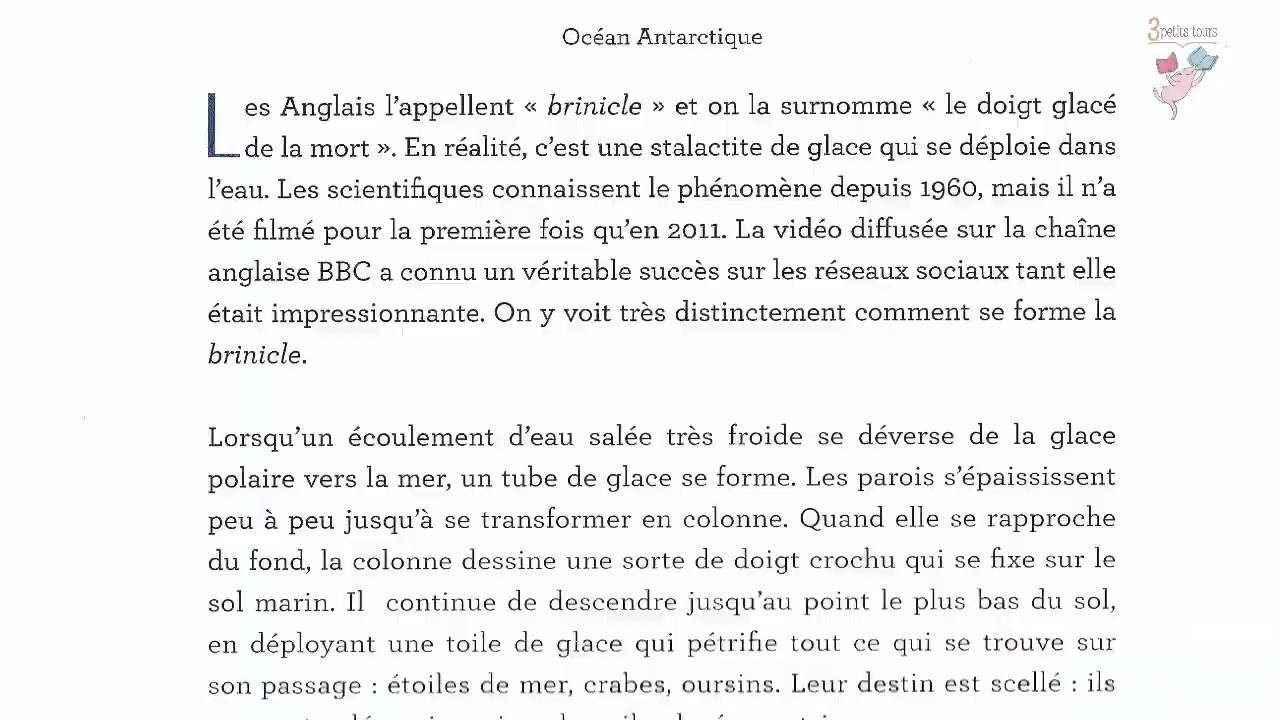 Océan Antarctique
3 petits tours
Les Anglais l’appellent « brinicle » et on la surnomme « le doigt glacé
de la mort ». En réalité, c’est une stalactite de glace qui se déploie dans
l’eau. Les scientifiques connaissent le phénomène depuis 1960, mais il n’a
été filmé pour la première fois qu’en 2011. La vidéo diffusée sur la chaîne
anglaise BBC a connu un véritable succès sur les réseaux sociaux tant elle
était impressionnante. On y voit très distinctement comment se forme la
brinicle.
Lorsqu’un écoulement d’eau salée très froide se déverse de la glace
polaire vers la mer, un tube de glace se forme. Les parois s’épaississent
peu à peu jusqu’à se transformer en colonne. Quand elle se rapproche
du fond, la colonne dessine une sorte de doigt crochu qui se fixe sur le
sol marin. Il continue de descendre jusqu’au point le plus bas du sol,
en déployant une toile de glace qui pétrifie tout ce qui se trouve sur
son passage : étoiles de mer, crabes, oursins. Leur destin est scellé : ils